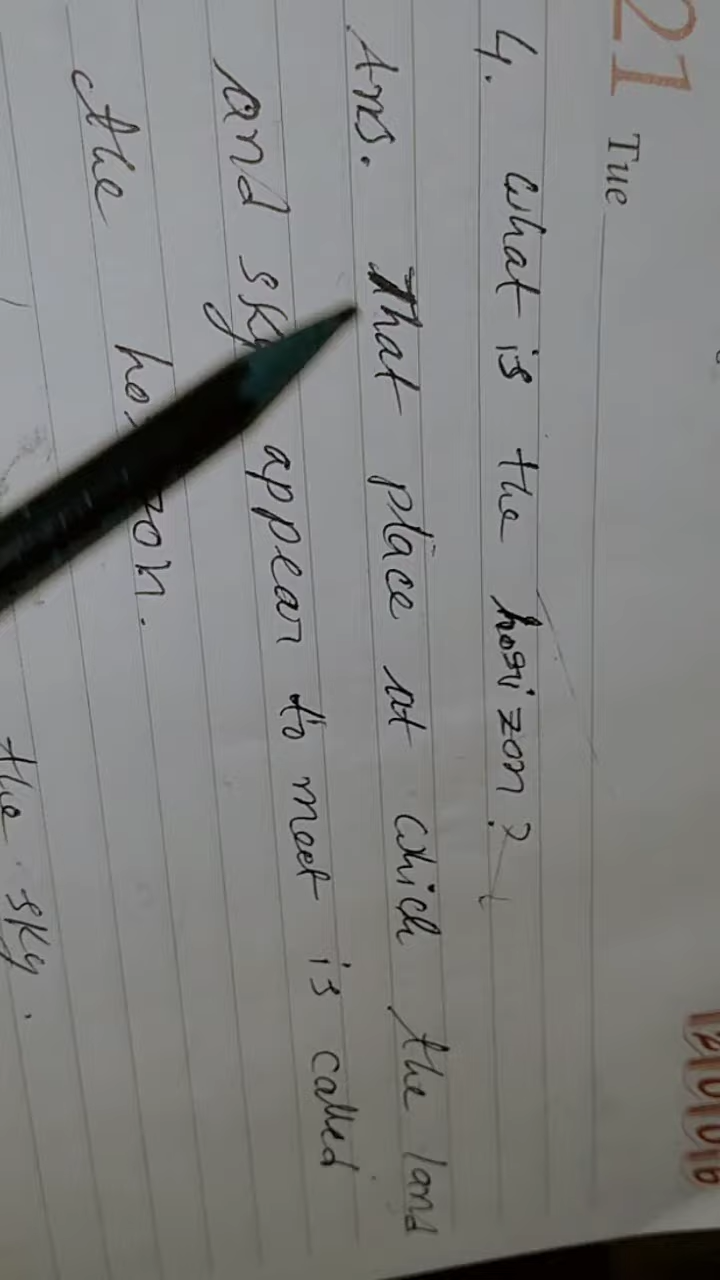 21 Tue
4. What is the horizon?
Ans. That place at which the land
and sky appear to meet is called
the horizon.
the sky.